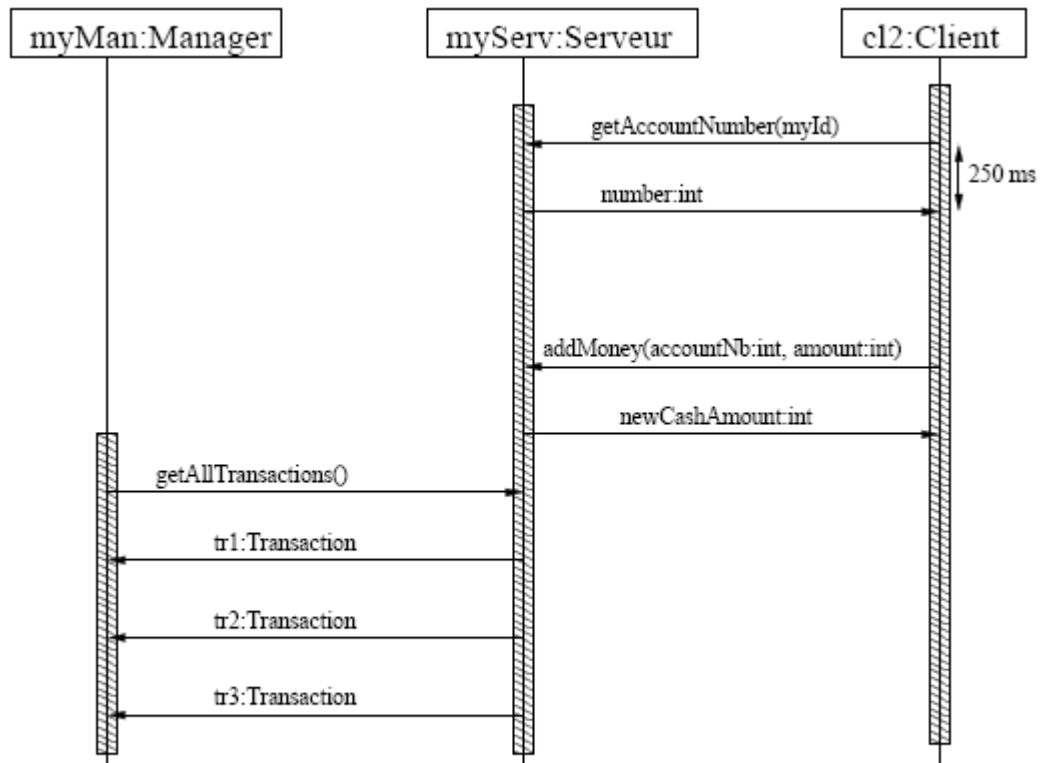 myMan:Manager
myServ:Serveur
cl2:Client
getAccountNumber(myId)
250 ms
number:int
addMoney(accountNb:int, amount:int)
newCashAmount:int
getAllTransactions()
tr1:Transaction
tr2:Transaction
tr3:Transaction